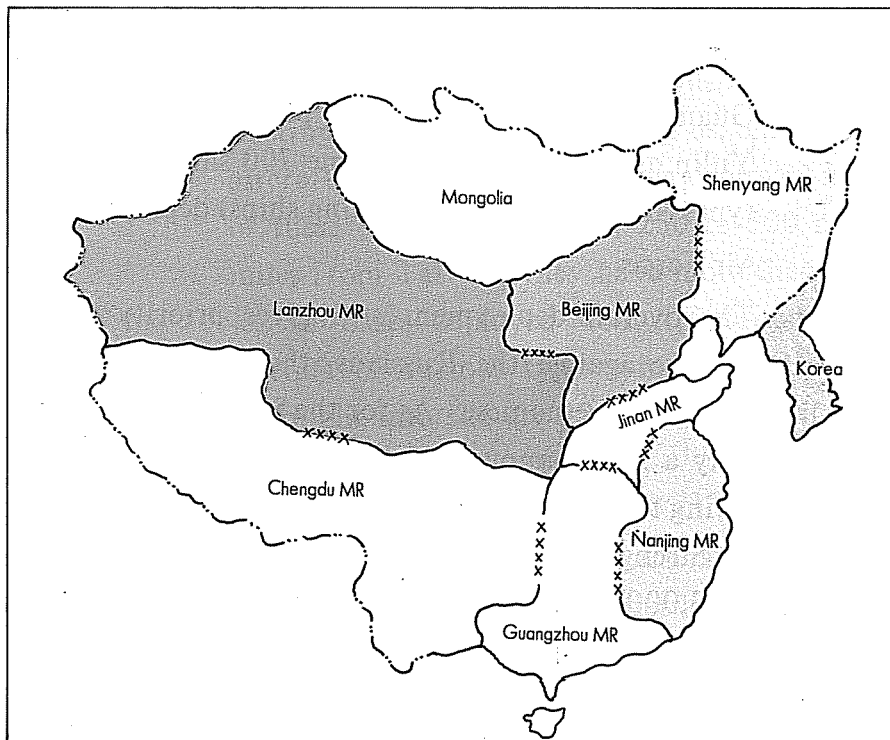 Shenyang MR
Mongolia
Lanzhou MR
Beijing MR
Korea
Jinan MR
Chengdu MR
Nanjing MR
Guangzhou MR